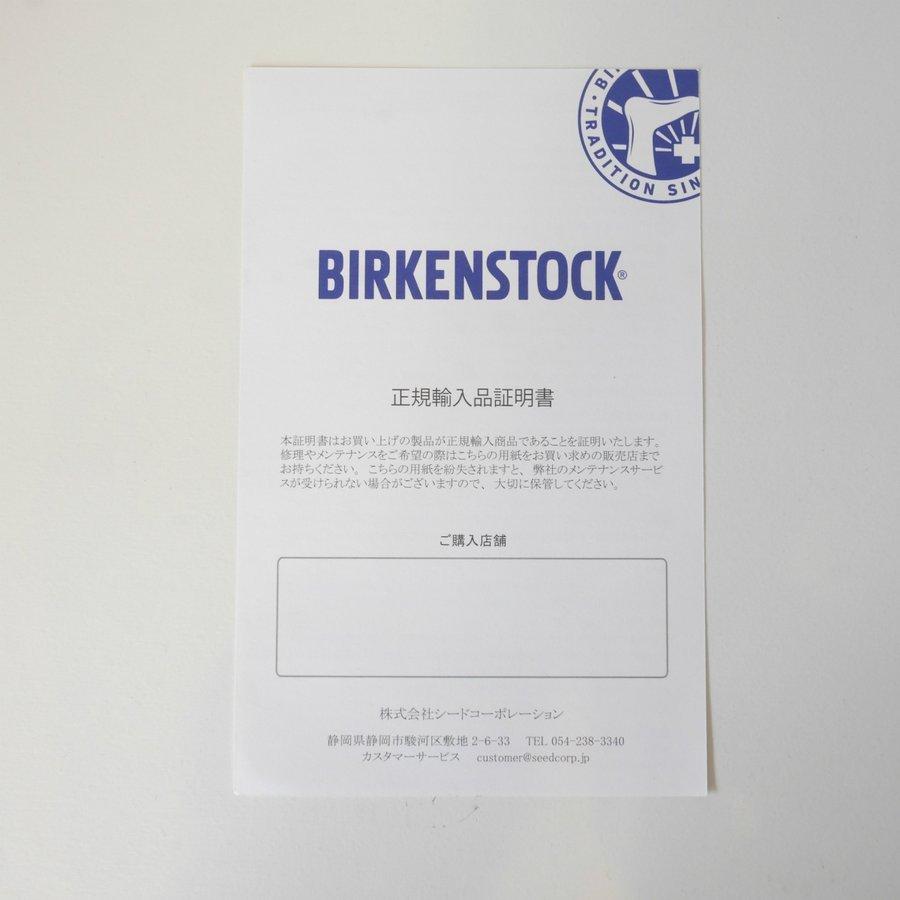 BI
・TRADITION SIN
BIRKENSTOCK®
正規輸入品証明書
本証明書はお買い上げの製品が正規輸入商品であることを証明いたします。
修理やメンテナンスをご希望の際はこちらの用紙をお買い求めの販売店まで
お持ちください。こちらの用紙を紛失されますと、弊社のメンテナンスサービ
スが受けられない場合がございますので、大切に保管してください。
ご購入店舗
株式会社シードコーポレーション
静岡県静岡市駿河区敷地 2-6-33 TEL 054-238-3340
カスタマーサービス customer@seedcorp.jp